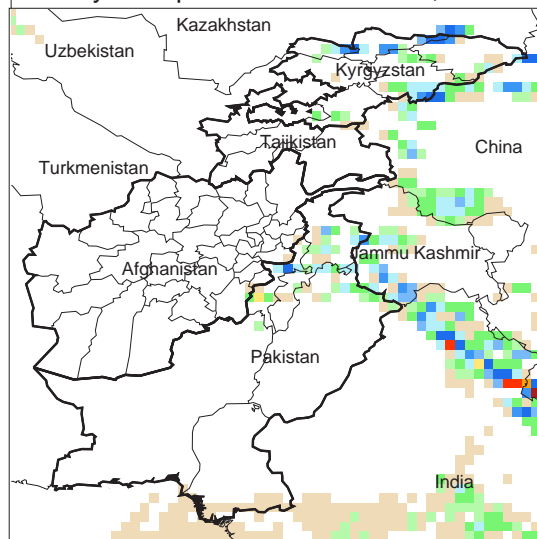 Kazakhstan
Uzbekistan
Kyrgyzstan
Tajikistan
China
Turkmenistan
Jammu Kashmir
Afghanistan
Pakistan
India